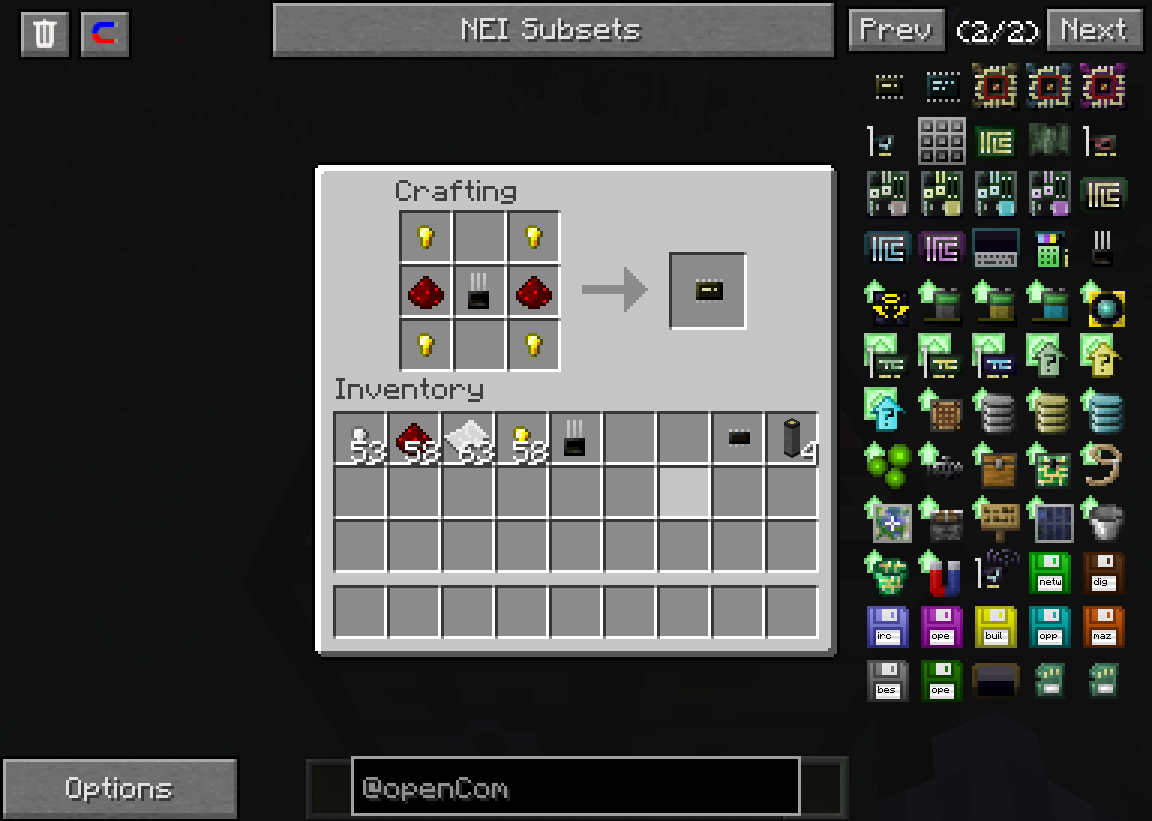 NEI Subsets
Prev (2/2) Next
Crafting
Inventory
53 58 63 58 4
netw dig
irc ope buil opp maz
bes ope
Options
@openCom